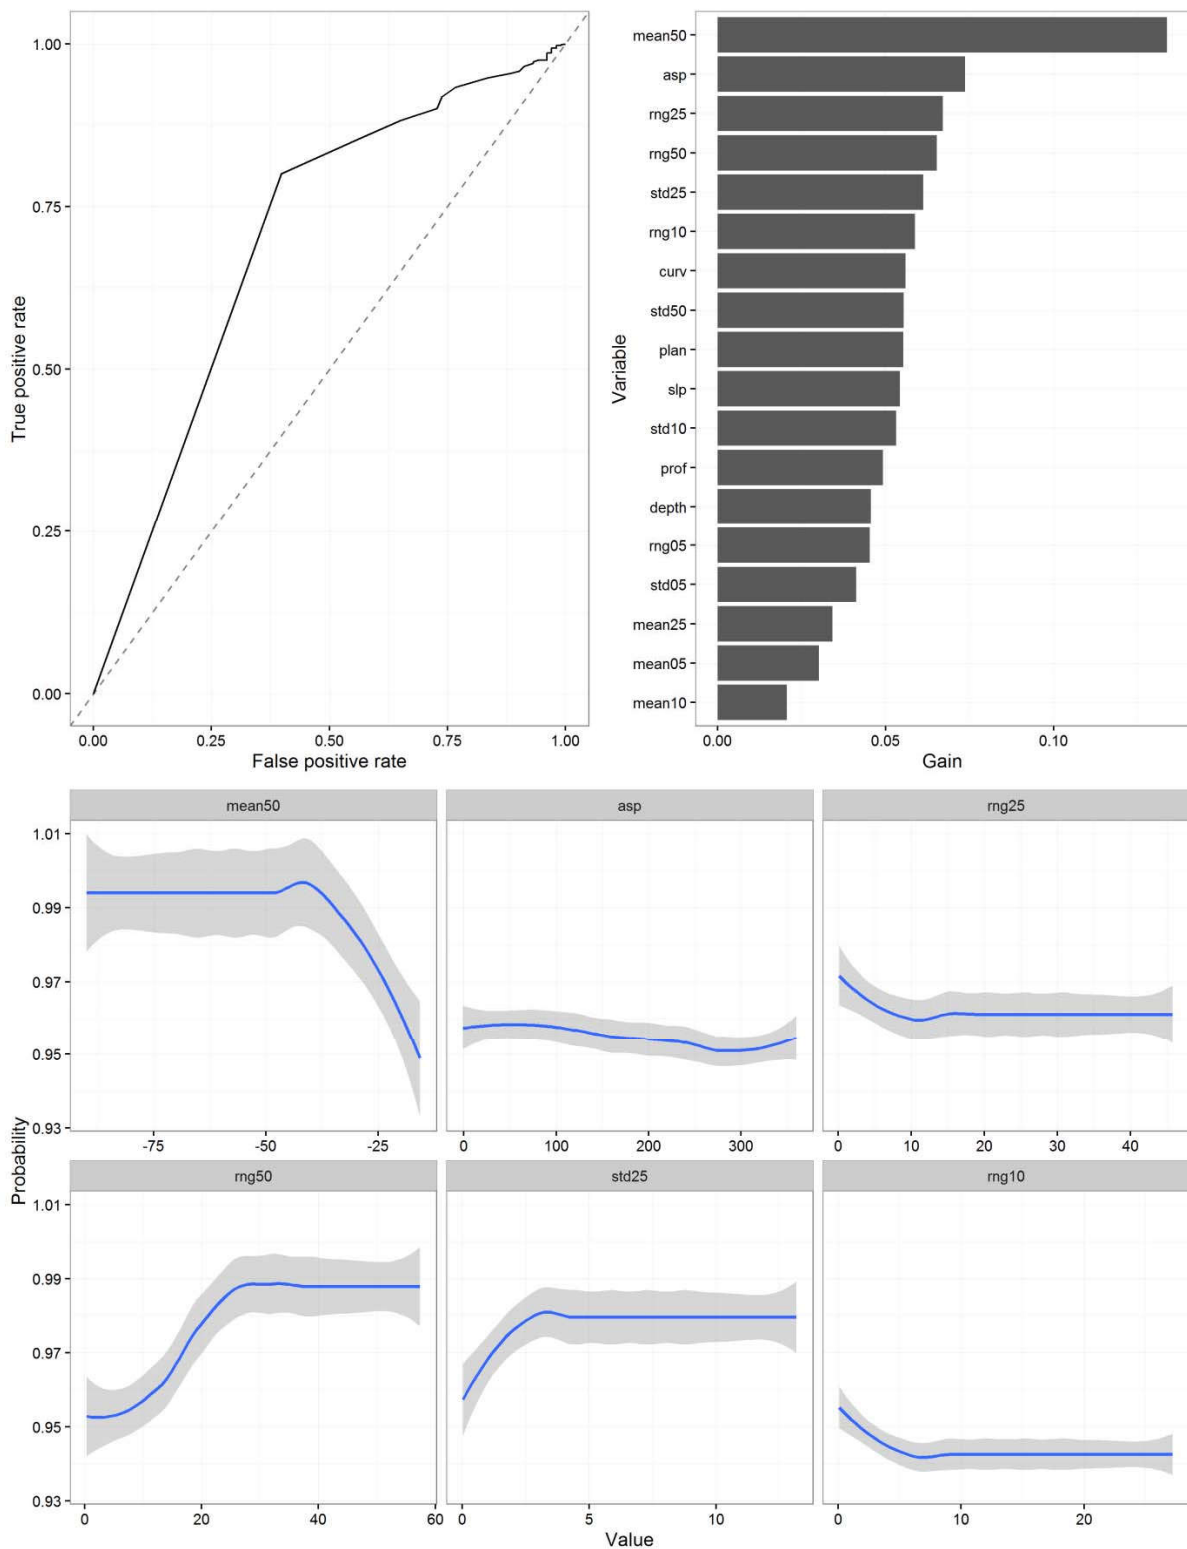 1.00
0.75
0.50
0.25
0.00
True positive rate
0.00 0.25 0.50 0.75 1.00
False positive rate
mean50
asp
rng25
rng50
std25
rng10
curv
std50
plan
slp
std10
prof
depth
rng05
std05
mean25
mean05
mean10
Variable
0.00 0.05 0.10
Gain
mean50 asp rng25
1.01
0.99
0.97
0.95
0.93
-75 -50 -25 0 100 200 300 0 10 20 30 40
Probability
rng50 std25 rng10
1.01
0.99
0.97
0.95
0.93
0 20 40 60 0 5 10 0 10 20
Value